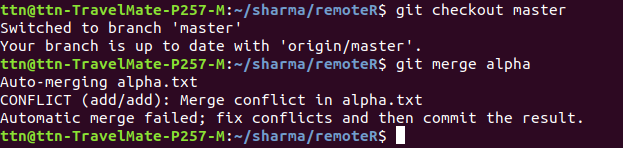 ttn@ttn-TravelMate-P257-M:~/sharma/remoteR$ git checkout master
Switched to branch 'master'
Your branch is up to date with 'origin/master'.
ttn@ttn-TravelMate-P257-M:~/sharma/remoteR$ git merge alpha
Auto-merging alpha.txt
CONFLICT (add/add): Merge conflict in alpha.txt
Automatic merge failed; fix conflicts and then commit the result.
ttn@ttn-TravelMate-P257-M:~/sharma/remoteR$